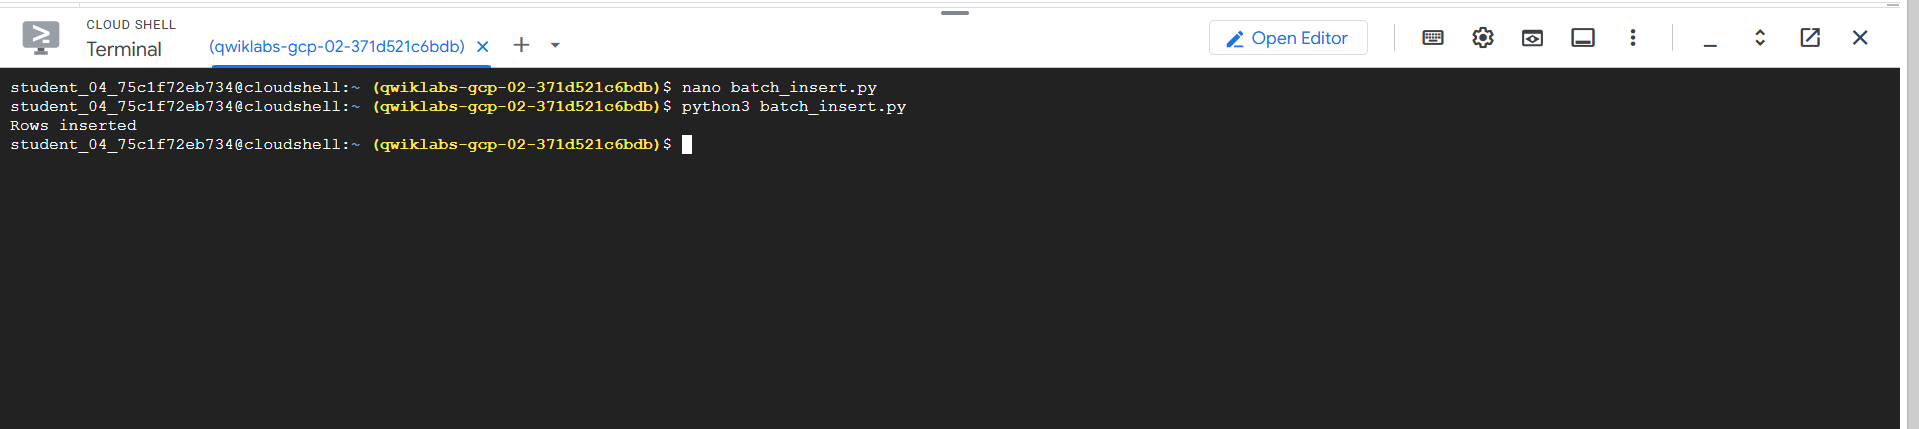 CLOUD SHELL
Terminal
(qwiklabs-gcp-02-371d521c6bdb)
Open Editor
student_04_75c1f72eb734@cloudshell:~ (qwiklabs-gcp-02-371d521c6bdb)$ nano batch_insert.py
student_04_75c1f72eb734@cloudshell:~ (qwiklabs-gcp-02-371d521c6bdb)$ python3 batch_insert.py
Rows inserted
student_04_75c1f72eb734@cloudshell:~ (qwiklabs-gcp-02-371d521c6bdb)$